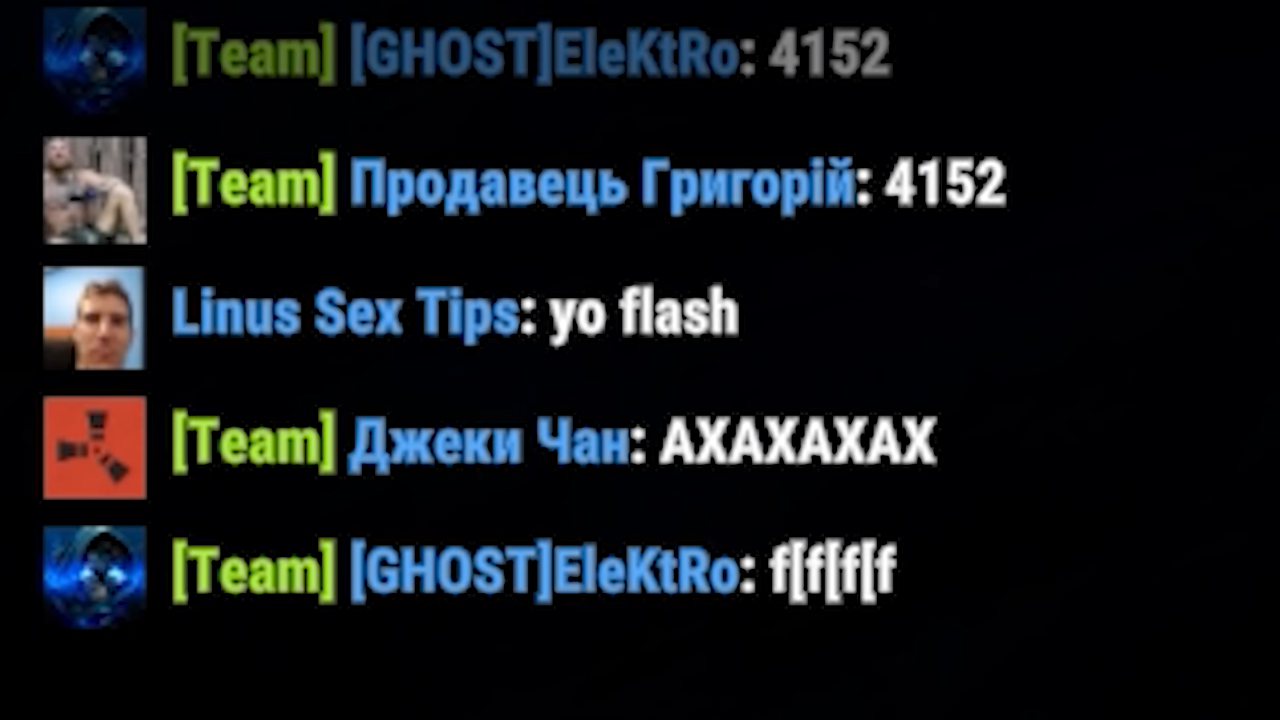 [Team] [GHOST]EleKtRo: 4152
[Team] Продавець Григорій: 4152
Linus Sex Tips: yo flash
[Team] Джеки Чан: АХАХАХАХ
[Team] [GHOST]EleKtRo: f[f[f[f